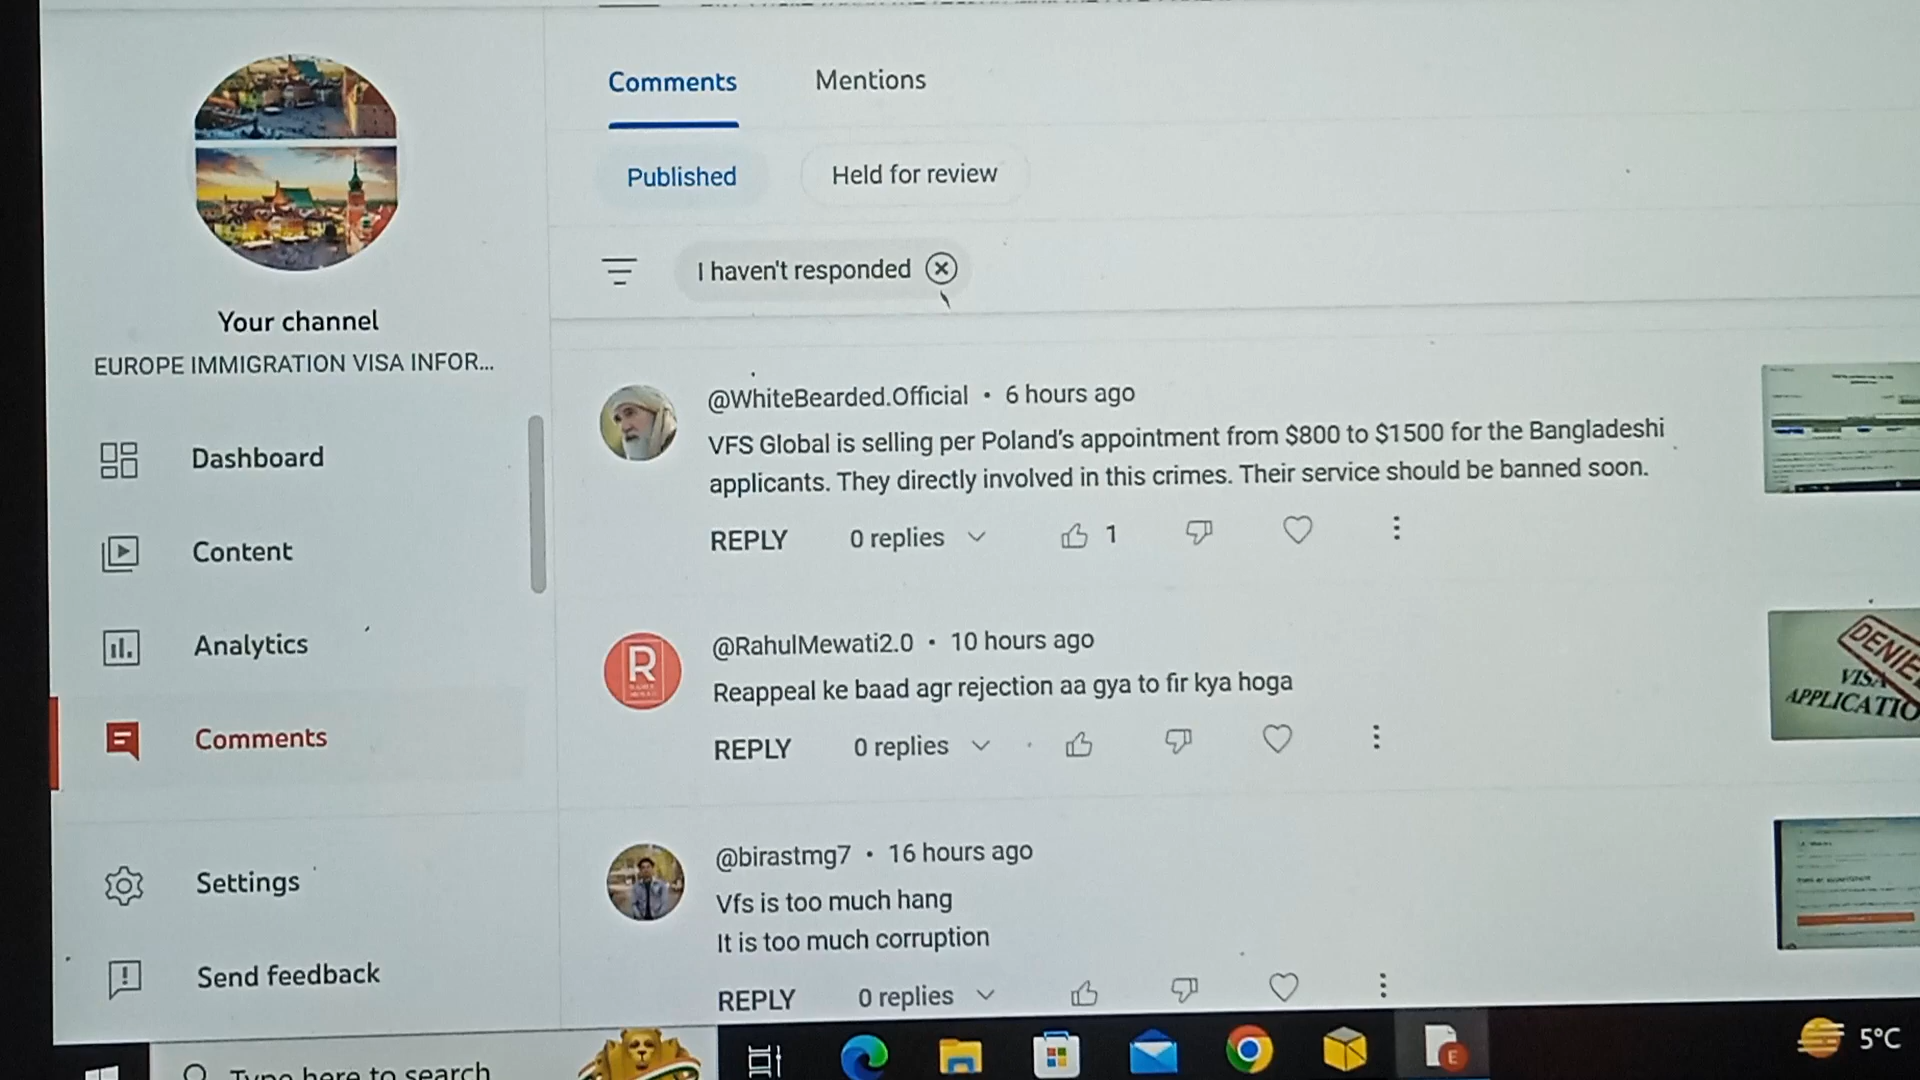 Comments
Mentions
Published
Held for review
I haven't responded
Your channel
EUROPE IMMIGRATION VISA INFOR...
Dashboard
Content
Analytics
Comments
Settings
Send feedback
@WhiteBearded.Official • 6 hours ago
VFS Global is selling per Poland's appointment from $800 to $1500 for the Bangladeshi
applicants. They directly involved in this crimes. Their service should be banned soon.
REPLY 0 replies 1
@RahulMewati2.0 • 10 hours ago
Reappeal ke baad agr rejection aa gya to fir kya hoga
REPLY 0 replies
R
DENIE
VISA
APPLICATIO
@birastmg7 • 16 hours ago
Vfs is too much hang
It is too much corruption
REPLY 0 replies
Type here to search
E
5°C